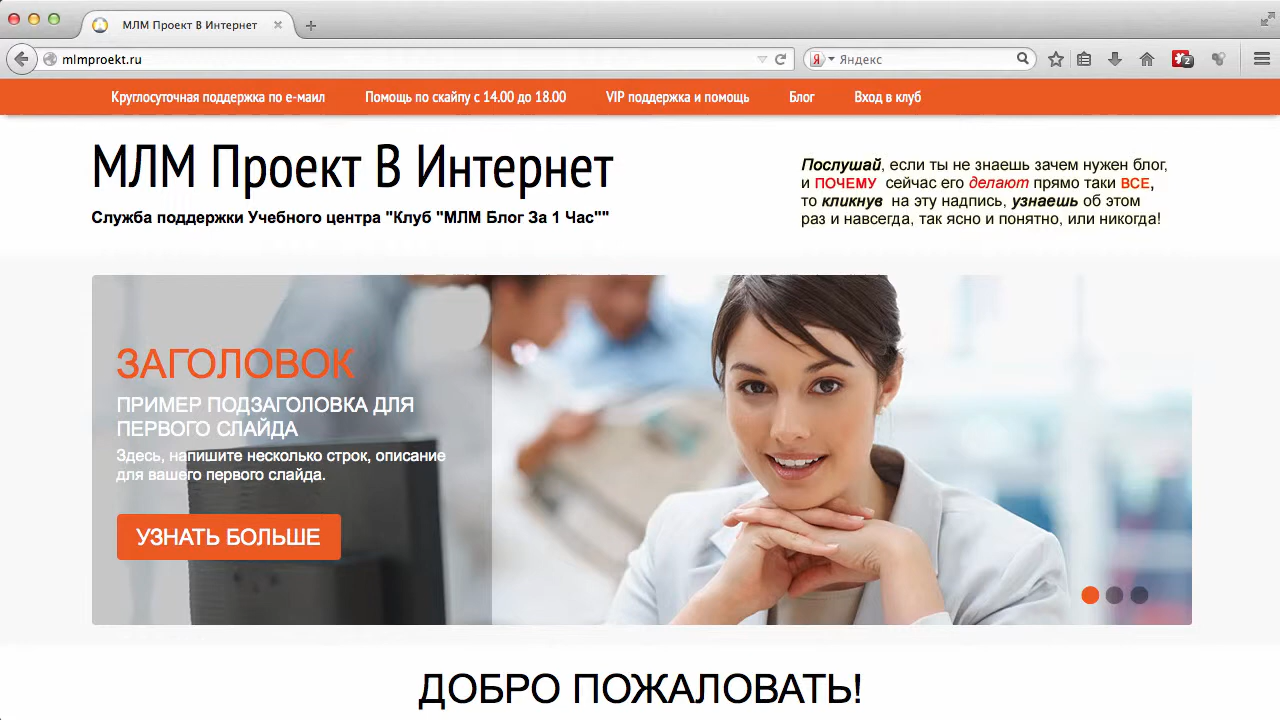 МЛМ Проект В Интернет
mlmproekt.ru
Я
Яндекс
2
Круглосуточная поддержка по e-маил
Помощь по скайпу с 14.00 до 18.00
VIP поддержка и помощь
Блог
Вход в клуб
МЛМ Проект В Интернет
Служба поддержки Учебного центра "Клуб "МЛМ Блог За 1 Час""
Послушай, если ты не знаешь зачем нужен блог,
и ПОЧЕМУ сейчас его делают прямо таки ВСЕ,
то кликнув на эту надпись, узнаешь об этом
раз и навсегда, так ясно и понятно, или никогда!
ЗАГОЛОВОК
ПРИМЕР ПОДЗАГОЛОВКА ДЛЯ
ПЕРВОГО СЛАЙДА
Здесь, напишите несколько строк, описание
для вашего первого слайда.
УЗНАТЬ БОЛЬШЕ
ДОБРО ПОЖАЛОВАТЬ!